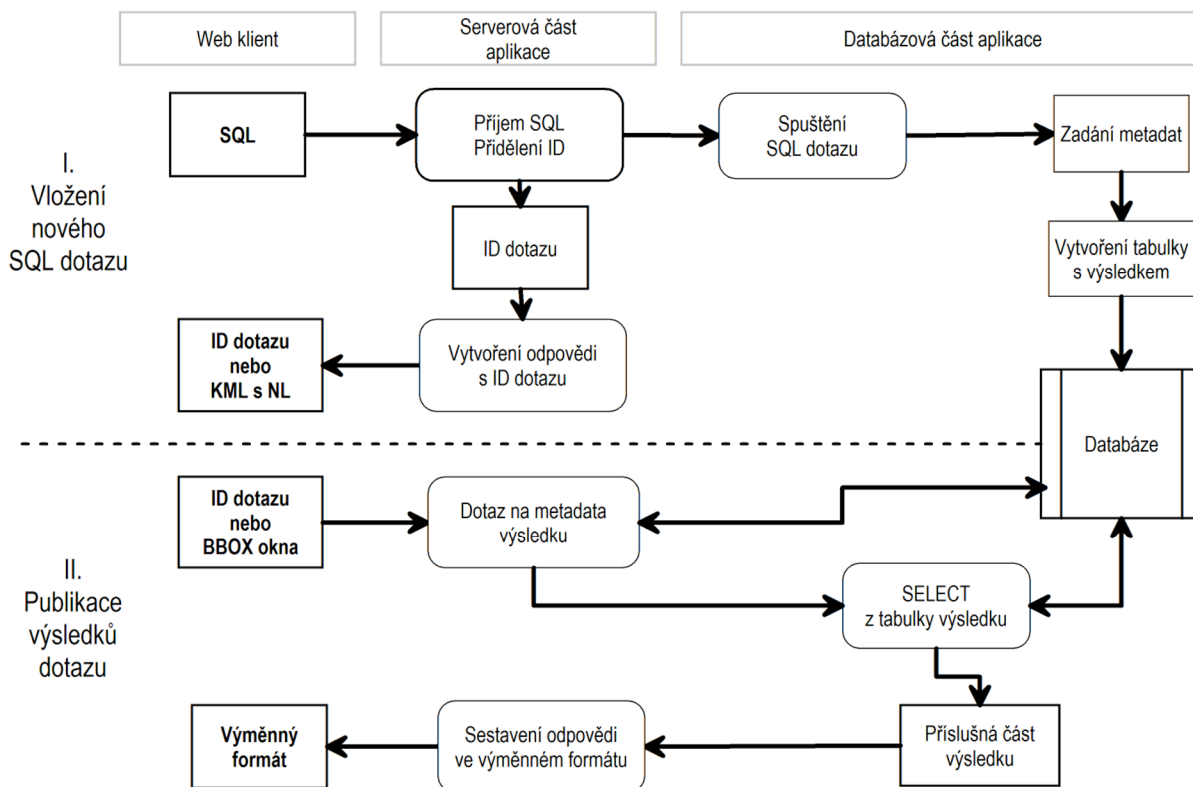 Web klient
Serverová část
aplikace
Databázová část aplikace
I.
Vložení
nového
SQL dotazu
SQL
Příjem SQL
Přidělení ID
Spuštění
SQL dotazu
Zadání metadat
ID dotazu
Vytvoření tabulky
s výsledkem
ID dotazu
nebo
KML s NL
Vytvoření odpovědi
s ID dotazu
Databáze
II.
Publikace
výsledků
dotazu
ID dotazu
nebo
BBOX okna
Dotaz na metadata
výsledku
SELECT
z tabulky výsledku
Výměnný
formát
Sestavení odpovědi
ve výměnném formátu
Příslušná část
výsledku